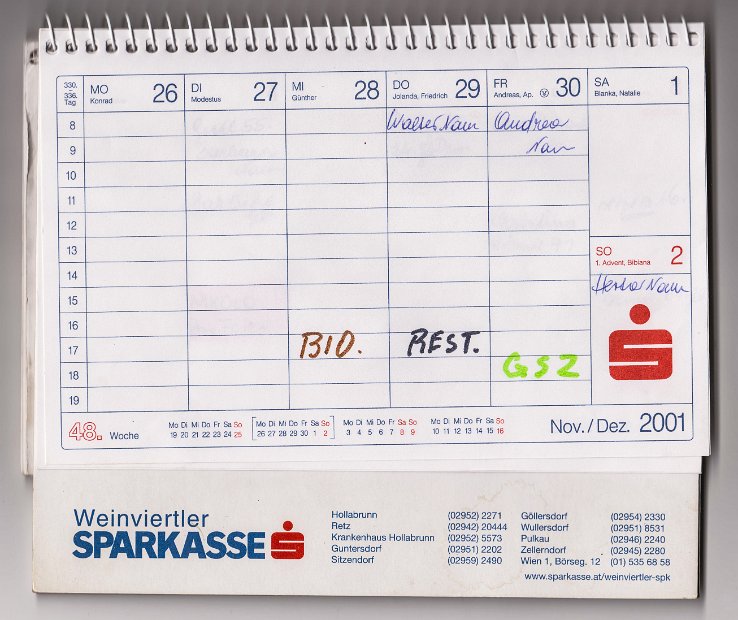 330. - 336. Tag
MO 26 Konrad
DI 27 Modestus
MI 28 Günther
DO 29 Jolanda, Friedrich
FR 30 Andreas, Ap. V
SA 1 Blanka, Natalie
8 Walter Nam Andrea
9 Nam
10
11
12
13
SO 2
1. Advent, Bibiana
14
15
16
17 BIO. REST.
18 GSZ
19
48. Woche
Mo Di Mi Do Fr Sa So Mo Di Mi Do Fr Sa So Mo Di Mi Do Fr Sa So Mo Di Mi Do Fr Sa So
19 20 21 22 23 24 25 26 27 28 29 30 1 2 3 4 5 6 7 8 9 10 11 12 13 14 15 16
Nov./Dez. 2001
Weinviertler
SPARKASSE
Hollabrunn (02952) 2271
Retz (02942) 20444
Krankenhaus Hollabrunn (02952) 5573
Guntersdorf (02951) 2202
Sitzendorf (02959) 2490
Göllersdorf (02954) 2330
Wullersdorf (02951) 8531
Pulkau (02946) 2240
Zellerndorf (02945) 2280
Wien 1, Börseg. 12 (01) 535 68 58
www.sparkasse.at/weinviertler-spk